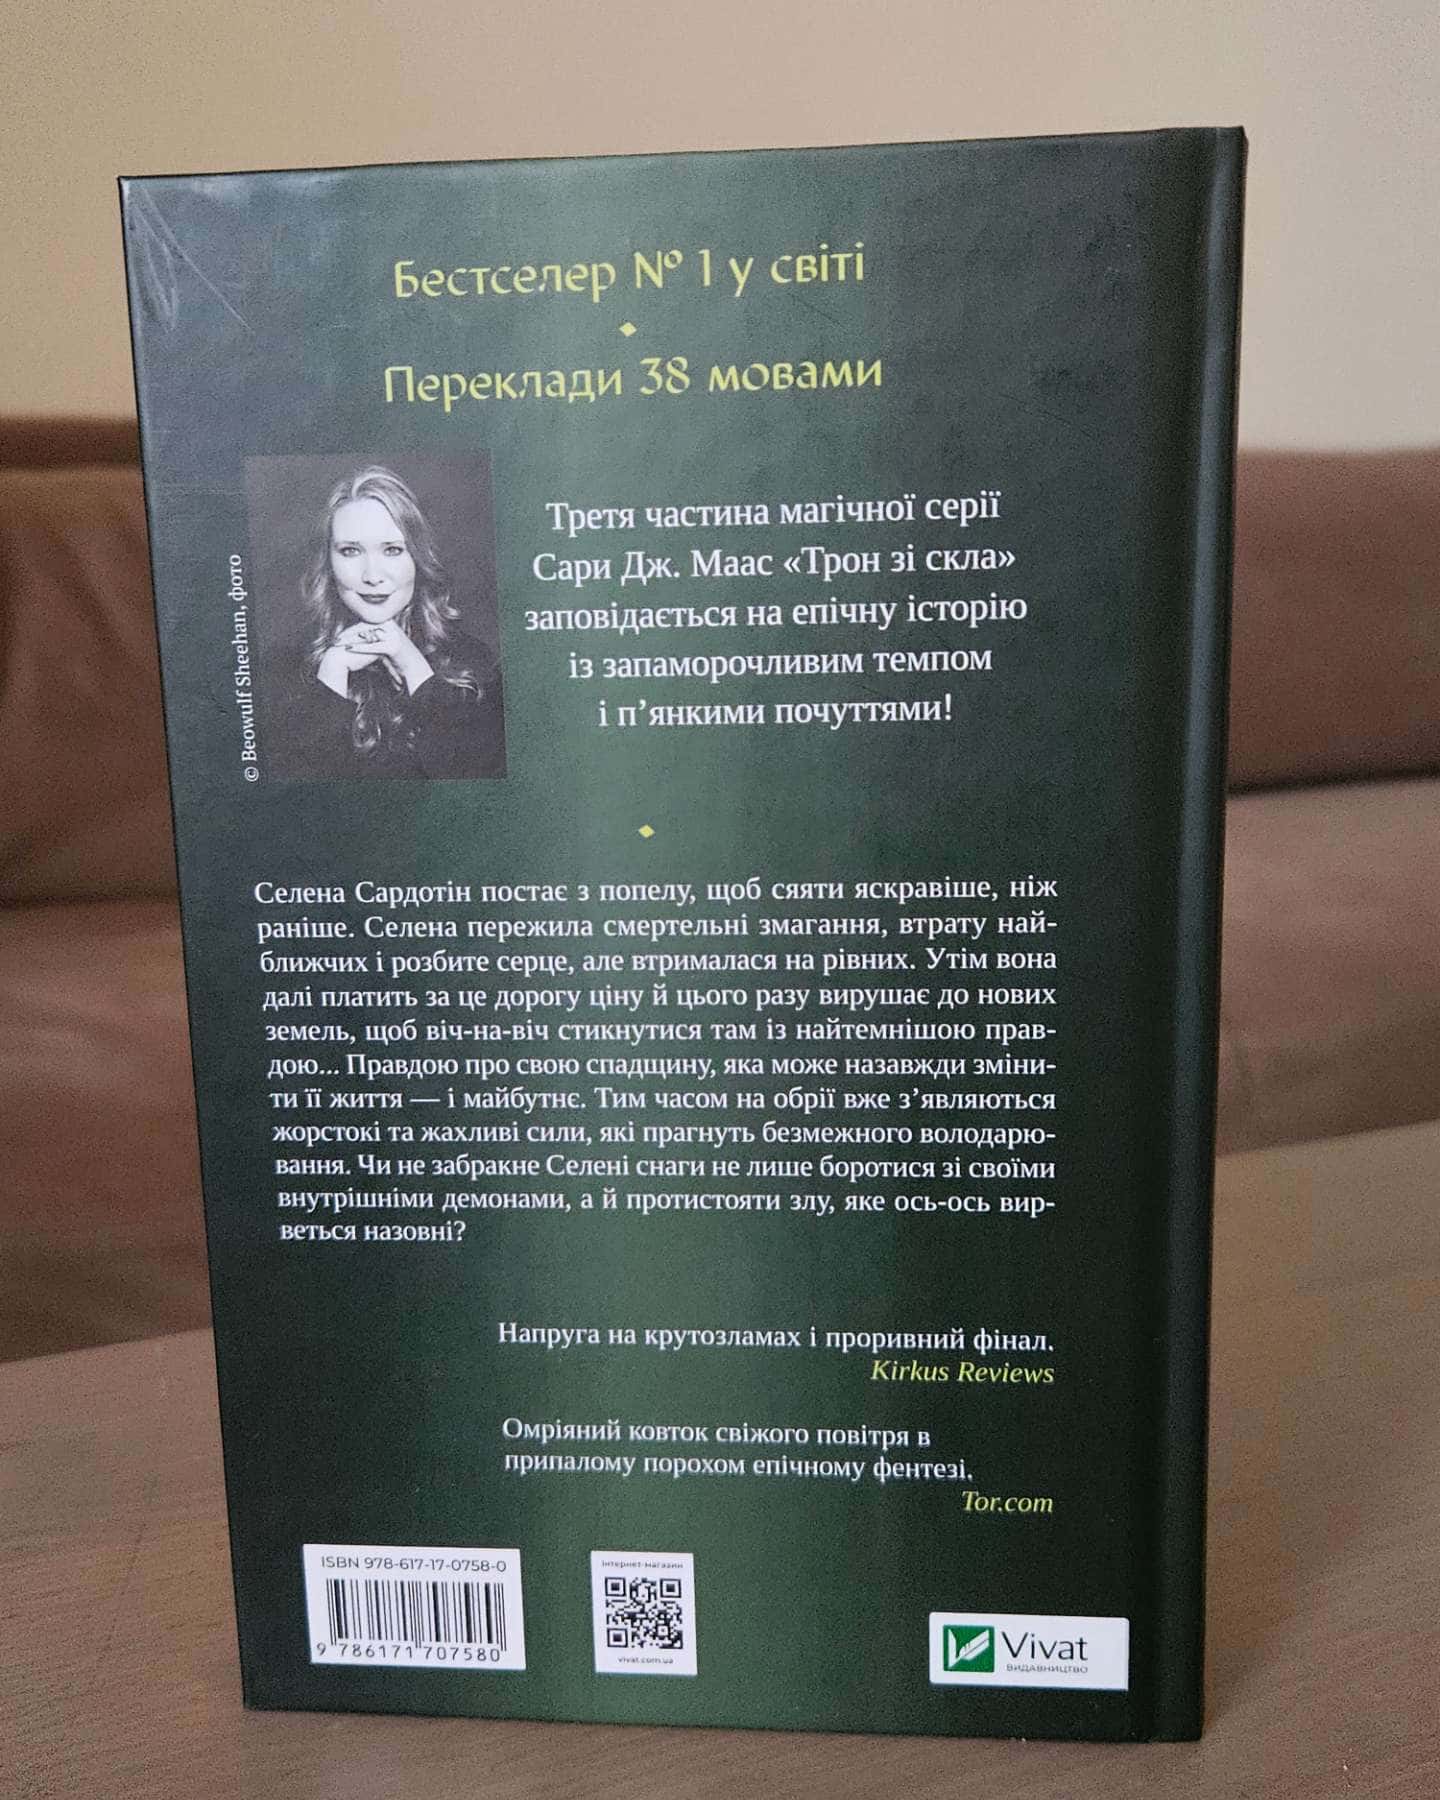 Бестселер № 1 у світі
Переклади 38 мовами
© Beowulf Sheehan, фото
Третя частина магічної серії
Сари Дж. Маас «Трон зі скла»
заповідається на епічну історію
із запаморочливим темпом
і п’янкими почуттями!
Селена Сардотін постає з попелу, щоб сяяти яскравіше, ніж
раніше. Селена пережила смертельні змагання, втрату най-
ближчих і розбите серце, але втрималася на рівних. Утім вона
далі платить за це дорогу ціну й цього разу вирушає до нових
земель, щоб віч-на-віч стикнутися там із найтемнішою прав-
дою... Правдою про свою спадщину, яка може назавжди зміни-
ти її життя — і майбутнє. Тим часом на обрії вже з’являються
жорстокі та жахливі сили, які прагнуть безмежного володарю-
вання. Чи не забракне Селені снаги не лише боротися зі своїми
внутрішніми демонами, а й протистояти злу, яке ось-ось вир-
веться назовні?
Напруга на крутозламах і проривний фінал.
Kirkus Reviews
Омріяний ковток свіжого повітря в
припалому порохом епічному фентезі.
Tor.com
ISBN 978-617-17-0758-0
9 786171 707580
інтернет-магазин
vivat.com.ua
Vivat
ВИДАВНИЦТВО